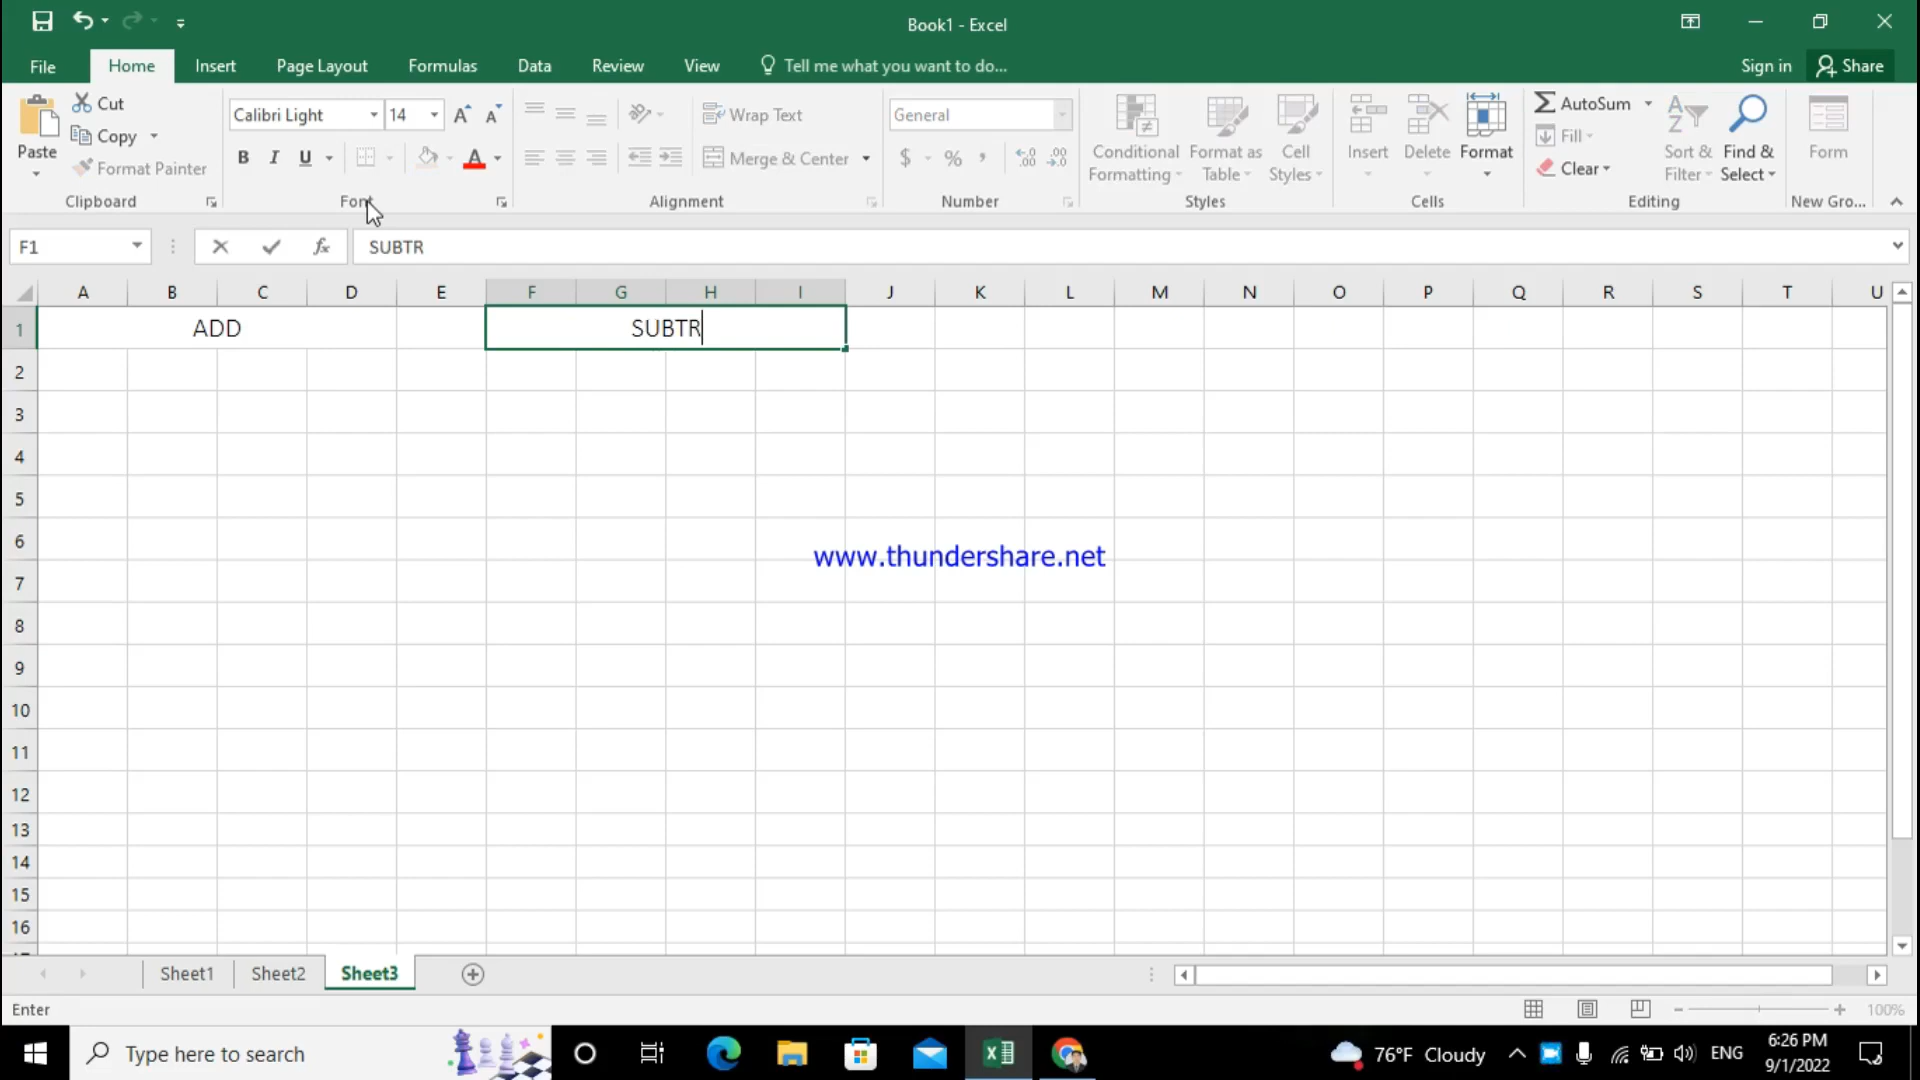 Book1 - Excel
File Home Insert Page Layout Formulas Data Review View Tell me what you want to do... Sign in Share
Paste Cut
Copy
Format Painter
Clipboard
Calibri Light 14
B I U A
Font
Wrap Text
Merge & Center
Alignment
General
$ %
Number
Conditional Formatting
Format as Table
Cell Styles
Styles
Insert Delete Format
Cells
AutoSum
Fill
Clear
Sort & Filter
Find & Select
Editing
Form
New Gro...
F1 fx SUBTR
A B C D E F G H I J K L M N O P Q R S T U
1 ADD SUBTR
2
3
4
5
6
www.thundershare.net
7
8
9
10
11
12
13
14
15
16
Sheet1 Sheet2 Sheet3
Enter 100%
Type here to search 76°F Cloudy ENG 6:26 PM
9/1/2022